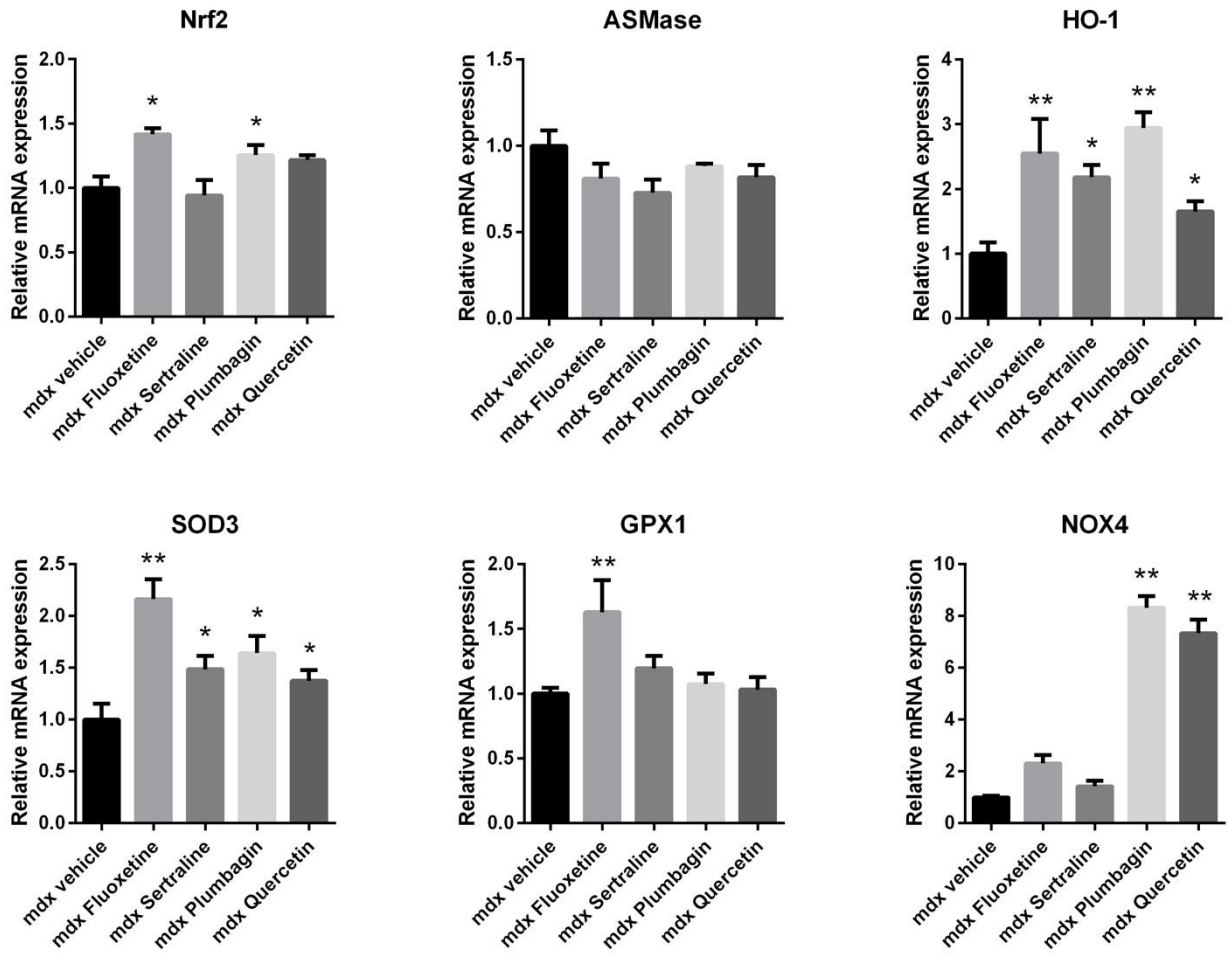 Nrf2
Relative mRNA expression
2.0
1.5
1.0
0.5
0.0
*
*
mdx vehicle
mdx Fluoxetine
mdx Sertraline
mdx Plumbagin
mdx Quercetin
ASMase
Relative mRNA expression
1.5
1.0
0.5
0.0
mdx vehicle
mdx Fluoxetine
mdx Sertraline
mdx Plumbagin
mdx Quercetin
HO-1
Relative mRNA expression
4
3
2
1
0
**
*
**
*
mdx vehicle
mdx Fluoxetine
mdx Sertraline
mdx Plumbagin
mdx Quercetin
SOD3
Relative mRNA expression
2.5
2.0
1.5
1.0
0.5
0.0
**
*
*
*
mdx vehicle
mdx Fluoxetine
mdx Sertraline
mdx Plumbagin
mdx Quercetin
GPX1
Relative mRNA expression
2.0
1.5
1.0
0.5
0.0
**
mdx vehicle
mdx Fluoxetine
mdx Sertraline
mdx Plumbagin
mdx Quercetin
NOX4
Relative mRNA expression
10
8
6
4
2
0
**
**
mdx vehicle
mdx Fluoxetine
mdx Sertraline
mdx Plumbagin
mdx Quercetin